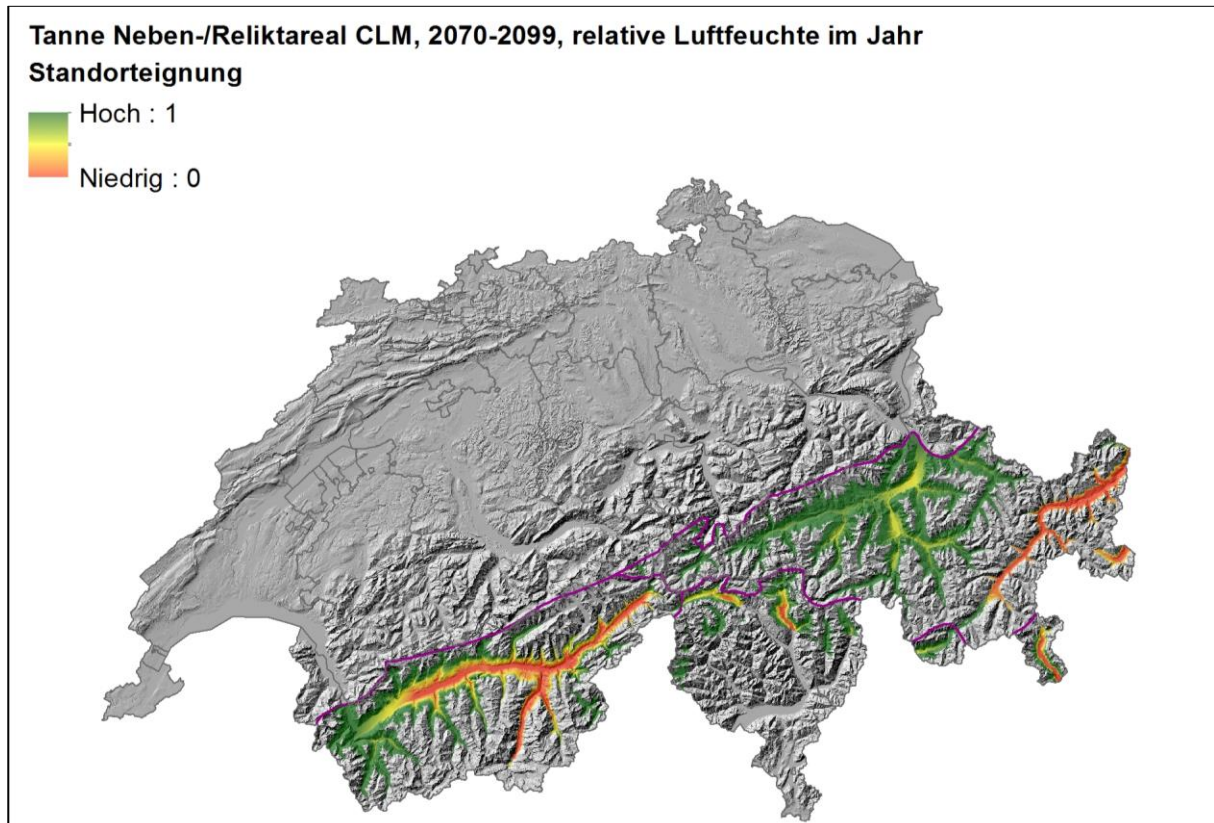 Tanne Neben-/Reliktareal CLM, 2070-2099, relative Luftfeuchte im Jahr
Standorteignung
Hoch : 1
Niedrig : 0